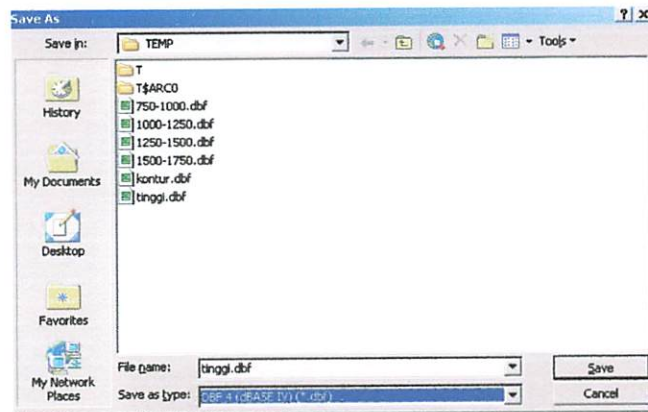 Save As
Save in:
TEMP
Tools
History
My Documents
Desktop
Favorites
My Network
Places
T
T$ARC0
750-1000.dbf
1000-1250.dbf
1250-1500.dbf
1500-1750.dbf
kontur.dbf
tinggi.dbf
File name:
tinggi.dbf
Save
Save as type:
DBF 4 (dBASE IV) (*.dbf)
Cancel